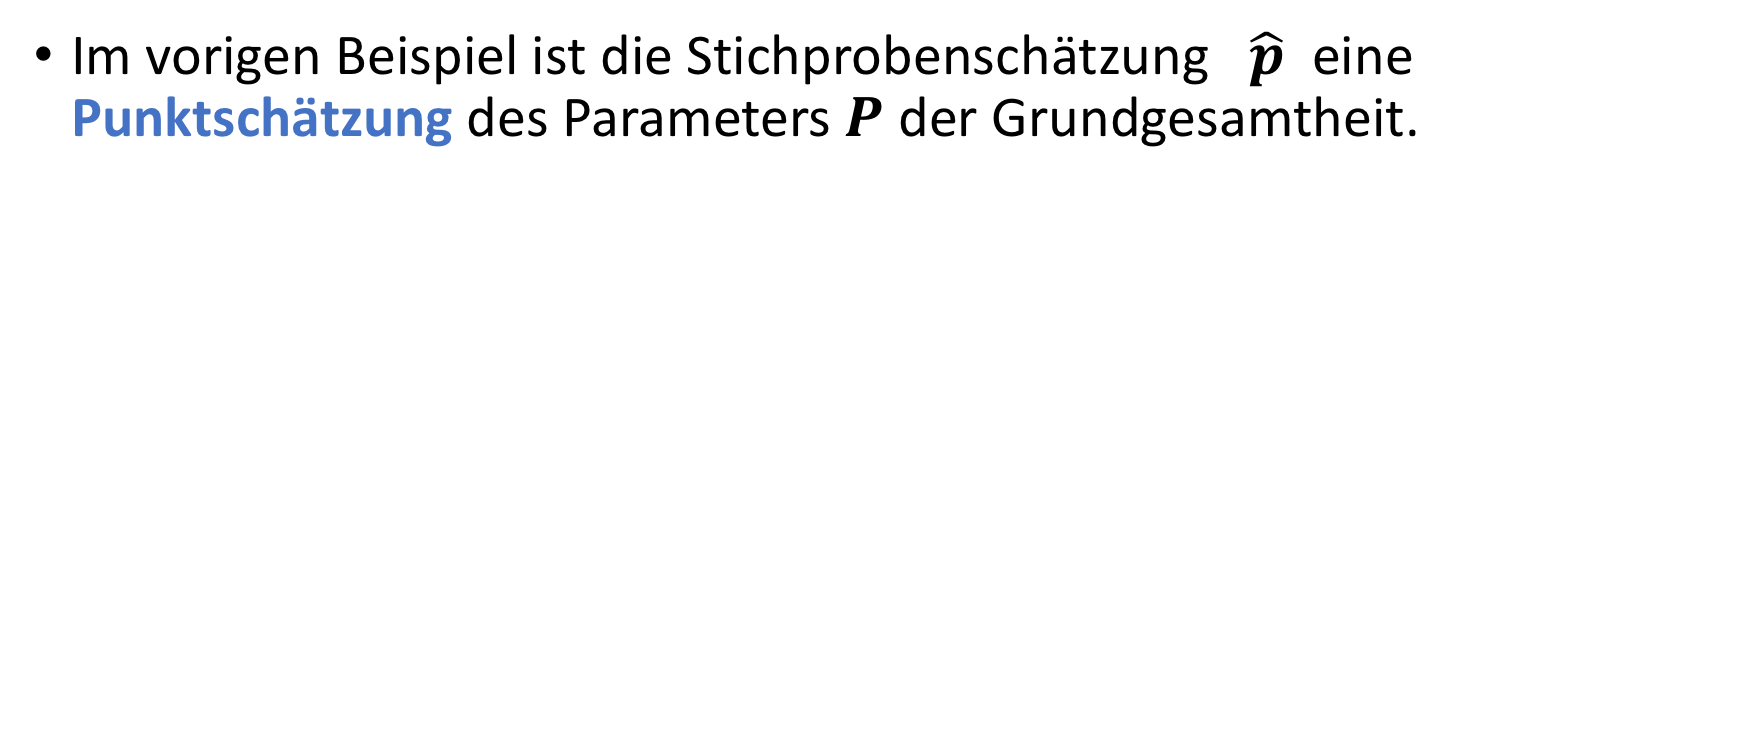 • Im vorigen Beispiel ist die Stichprobenschätzung p̂ eine
Punktschätzung des Parameters P der Grundgesamtheit.